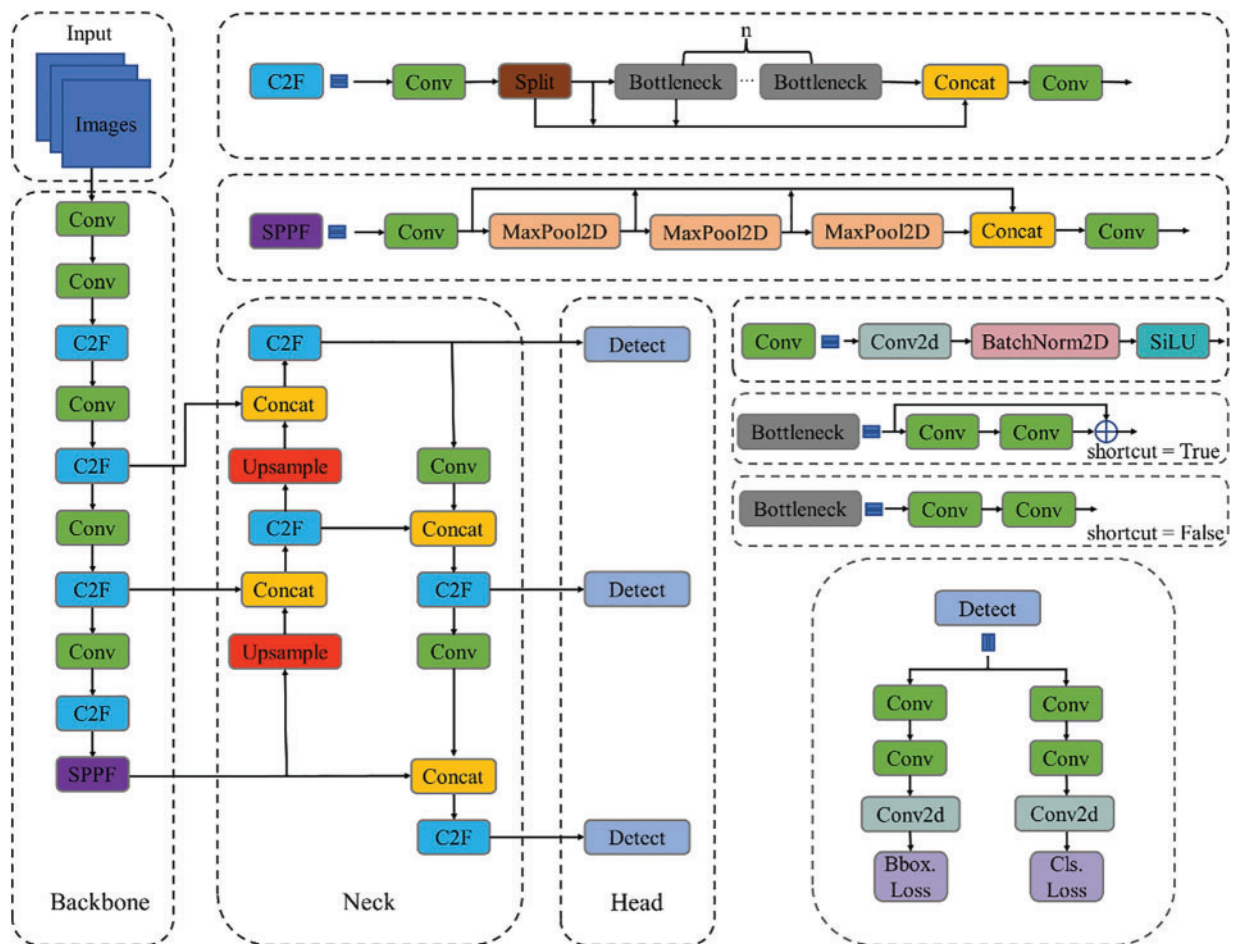 Input
Images
Conv
Conv
C2F
Conv
C2F
Conv
C2F
Conv
C2F
SPPF
Backbone
C2F
Concat
Upsample
C2F
Concat
Upsample
Conv
Concat
C2F
Conv
Concat
C2F
Neck
Detect
Detect
Detect
Head
n
C2F Conv Split Bottleneck ... Bottleneck Concat Conv
SPPF Conv MaxPool2D MaxPool2D MaxPool2D Concat Conv
Conv Conv2d BatchNorm2D SiLU
Bottleneck Conv Conv
shortcut = True
Bottleneck Conv Conv
shortcut = False
Detect
Conv Conv
Conv Conv
Conv2d Conv2d
Bbox.
Loss
Cls.
Loss